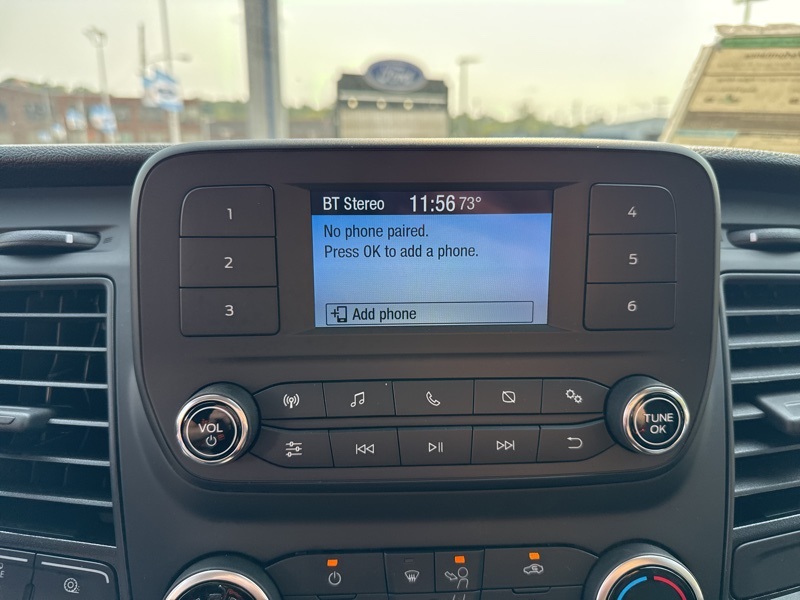 Ford
BT Stereo 11:56 73°
No phone paired.
Press OK to add a phone.
Add phone
1
2
3
4
5
6
VOL
TUNE
OK